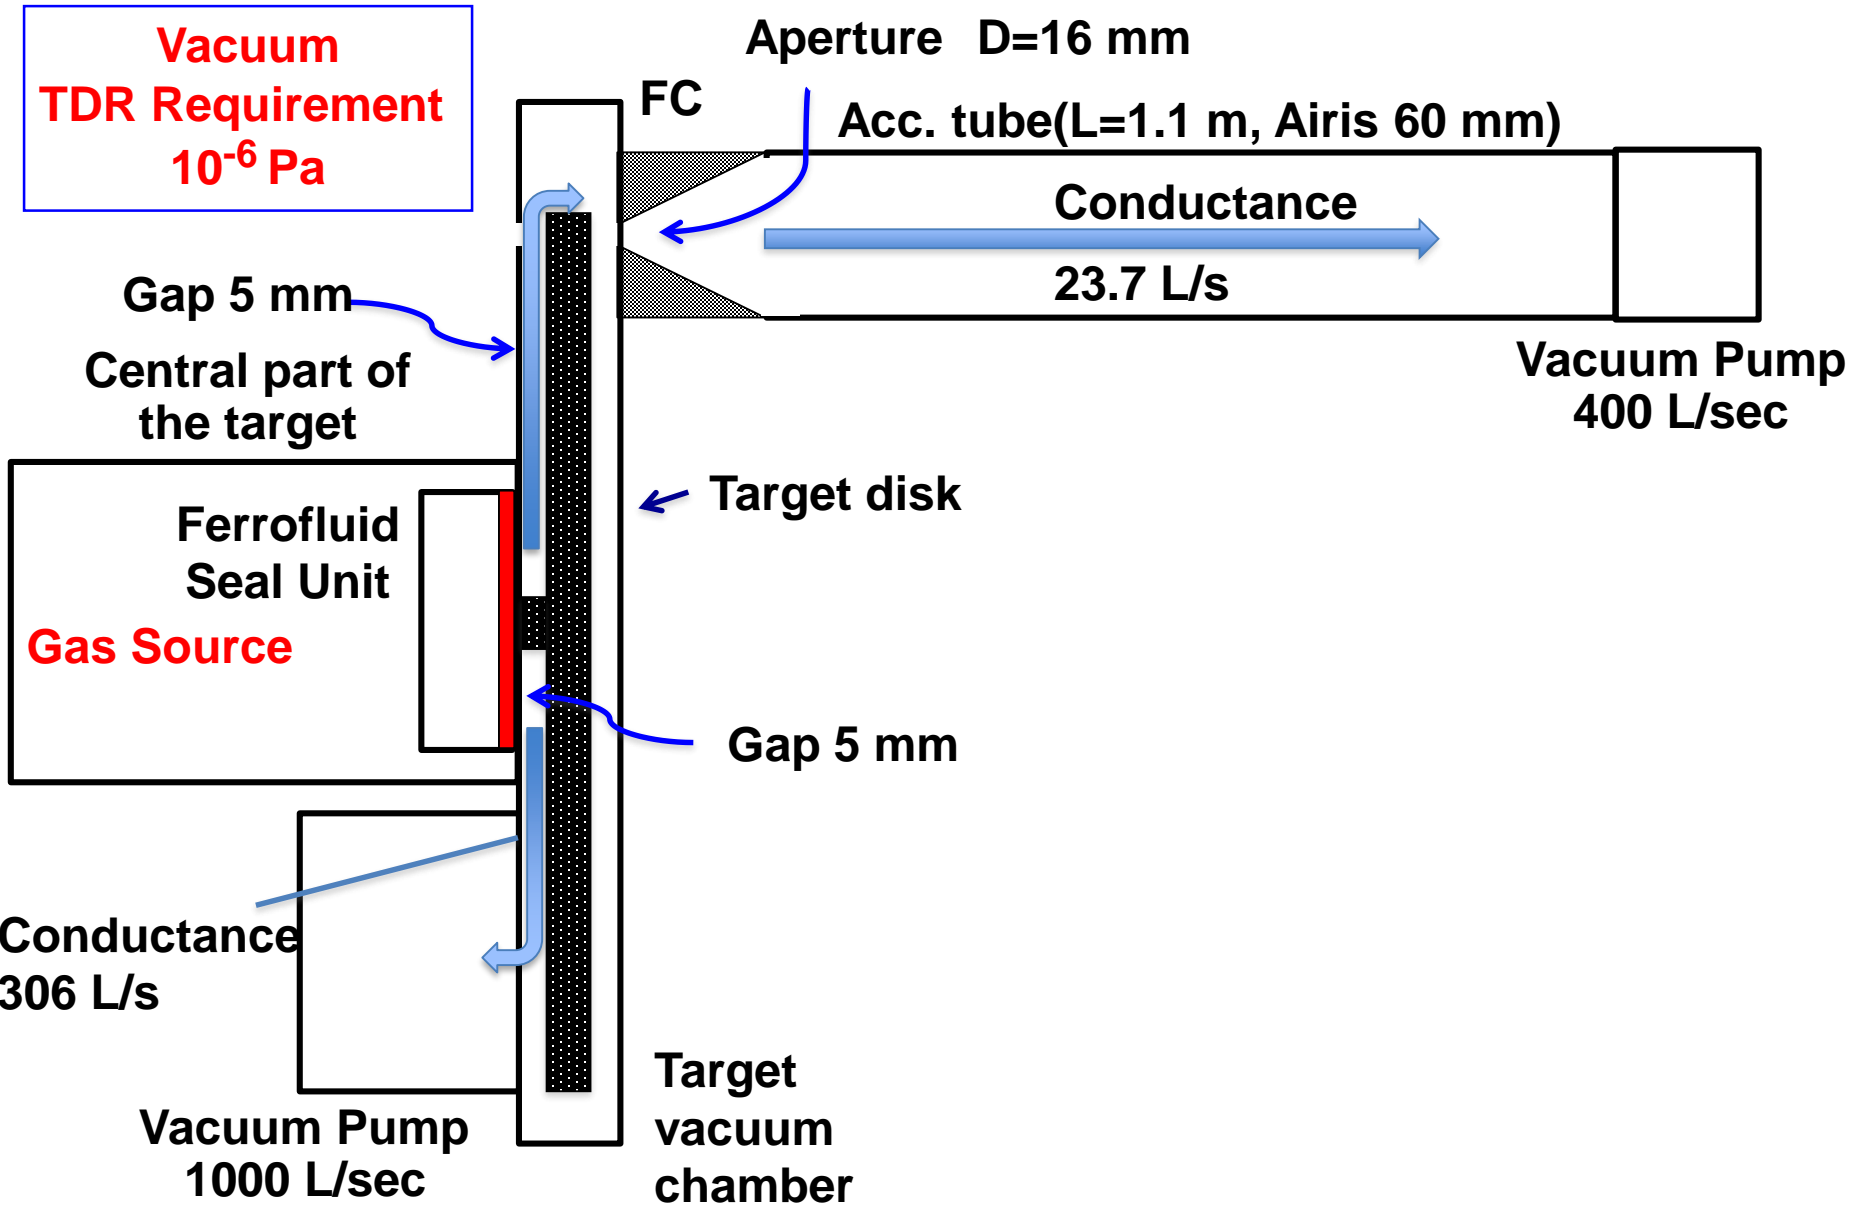 Vacuum
TDR Requirement
10⁻⁶ Pa
Aperture D=16 mm
FC
Acc. tube(L=1.1 m, Airis 60 mm)
Conductance
23.7 L/s
Gap 5 mm
Vacuum Pump
400 L/sec
Central part of
the target
Target disk
Ferrofluid
Seal Unit
Gas Source
Gap 5 mm
Conductance
306 L/s
Vacuum Pump
1000 L/sec
Target
vacuum
chamber